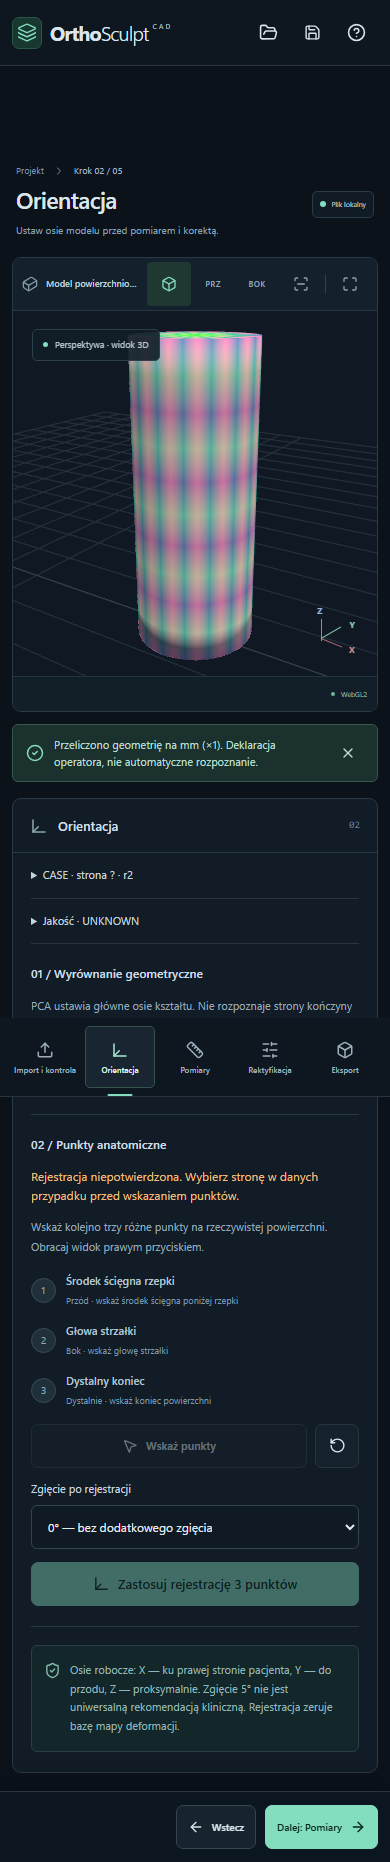 OrthoSculpt CAD
Projekt > Krok 02 / 05
Orientacja
Plik lokalny
Ustaw osie modelu przed pomiarem i korektą.
Model powierzchnio...
PRZ
BOK
Perspektywa · widok 3D
Z
Y
X
WebGL2
Przeliczono geometrię na mm (×1). Deklaracja
operatora, nie automatyczne rozpoznanie.
Orientacja
02
CASE · strona ? · r2
Jakość · UNKNOWN
01 / Wyrównanie geometryczne
PCA ustawia główne osie kształtu. Nie rozpoznaje strony kończyny
Import i kontrola
Orientacja
Pomiary
Rektyfikacja
Eksport
02 / Punkty anatomiczne
Rejestracja niepotwierdzona. Wybierz stronę w danych
przypadku przed wskazaniem punktów.
Wskaż kolejno trzy różne punkty na rzeczywistej powierzchni.
Obracaj widok prawym przyciskiem.
1
Środek ścięgna rzepki
Przód · wskaż środek ścięgna poniżej rzepki
2
Głowa strzałki
Bok · wskaż głowę strzałki
3
Dystalny koniec
Dystalnie · wskaż koniec powierzchni
Wskaż punkty
Zgięcie po rejestracji
0° — bez dodatkowego zgięcia
Zastosuj rejestrację 3 punktów
Osie robocze: X — ku prawej stronie pacjenta, Y — do
przodu, Z — proksymalnie. Zgięcie 5° nie jest
uniwersalną rekomendacją kliniczną. Rejestracja zeruje
bazę mapy deformacji.
Wstecz
Dalej: Pomiary